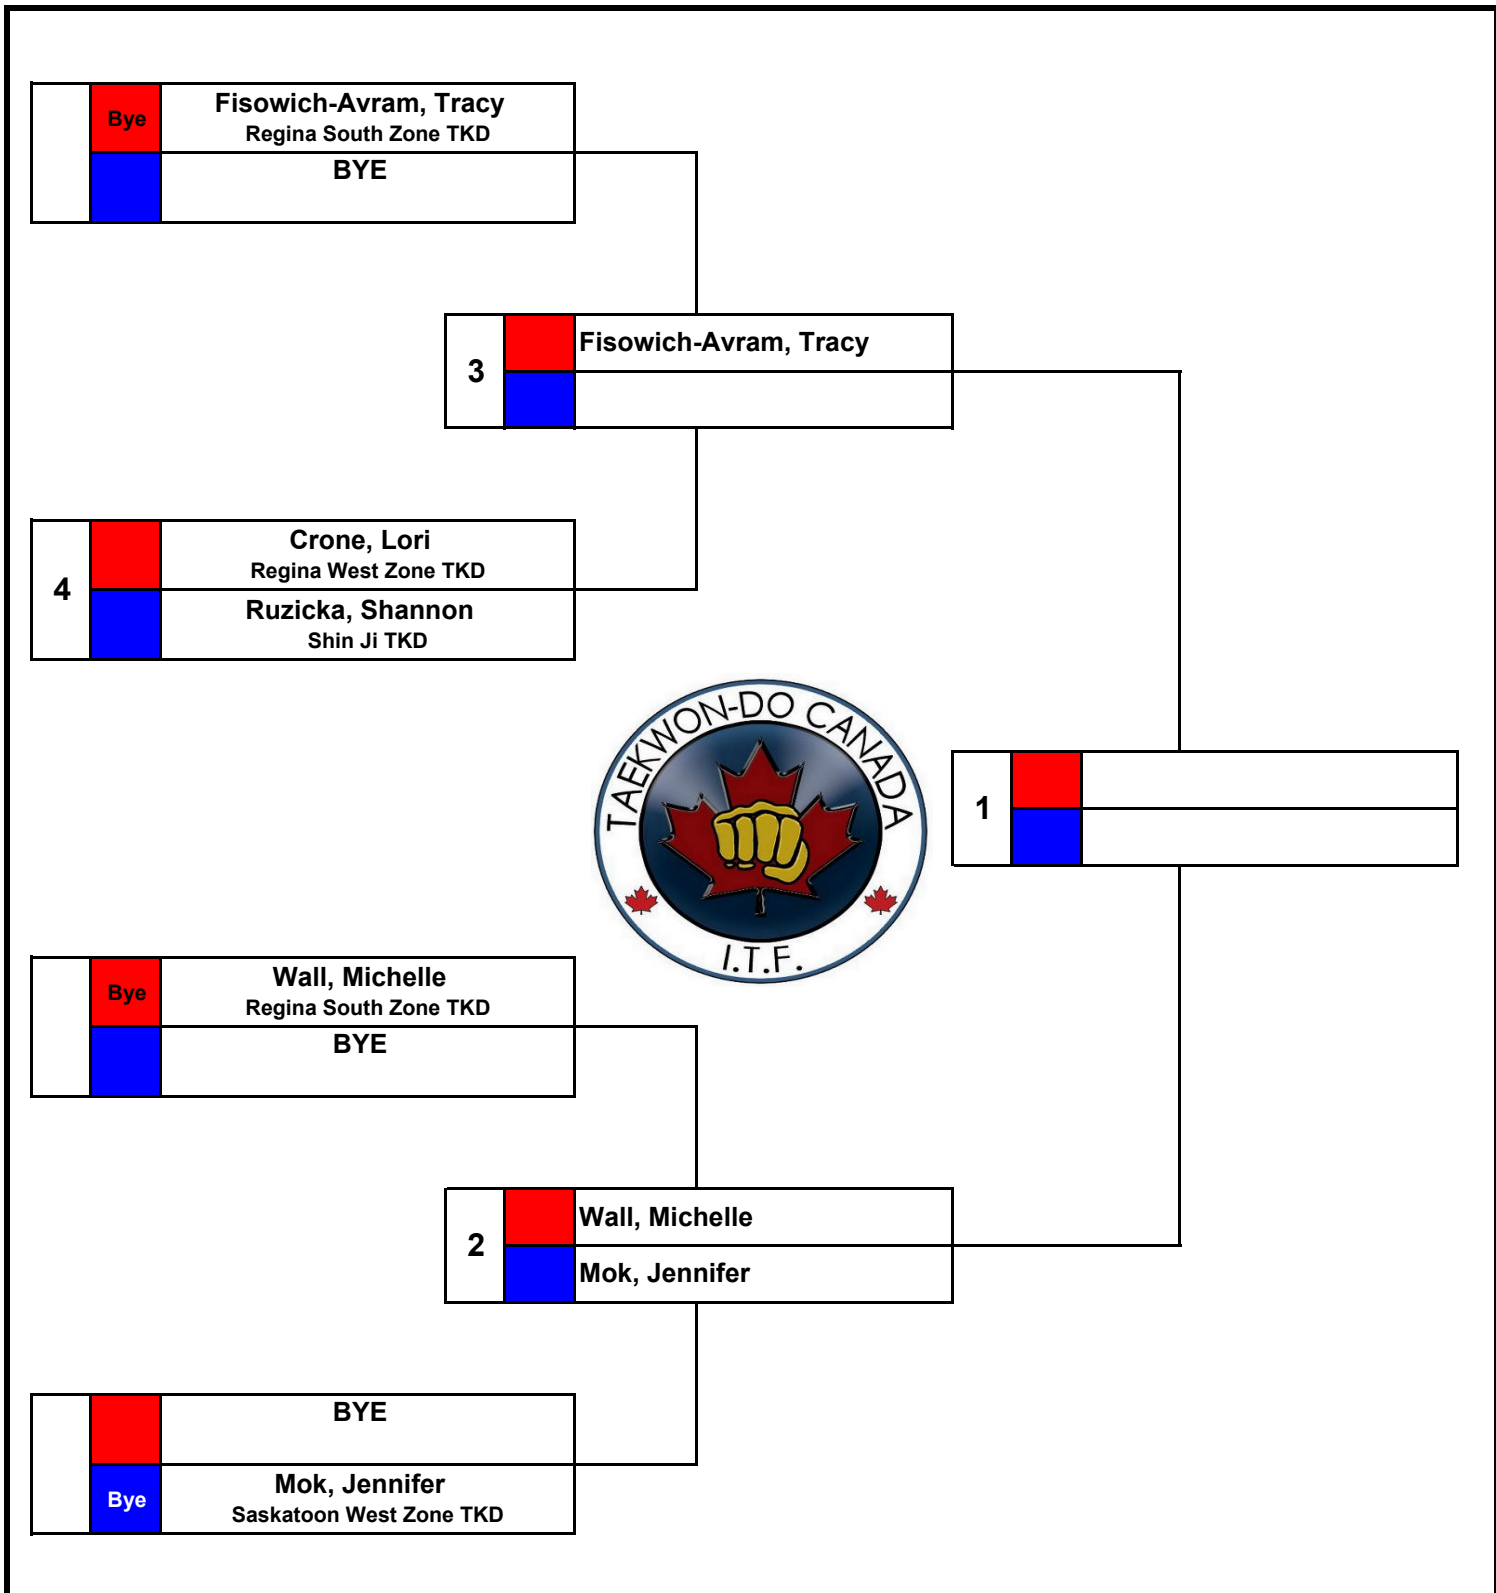 Bye
Fisowich-Avram, Tracy
Regina South Zone TKD
BYE
3
Fisowich-Avram, Tracy
4
Crone, Lori
Regina West Zone TKD
Ruzicka, Shannon
Shin Ji TKD
TAEKWON-DO CANADA
I.T.F.
1
Bye
Wall, Michelle
Regina South Zone TKD
BYE
2
Wall, Michelle
Mok, Jennifer
BYE
Bye
Mok, Jennifer
Saskatoon West Zone TKD